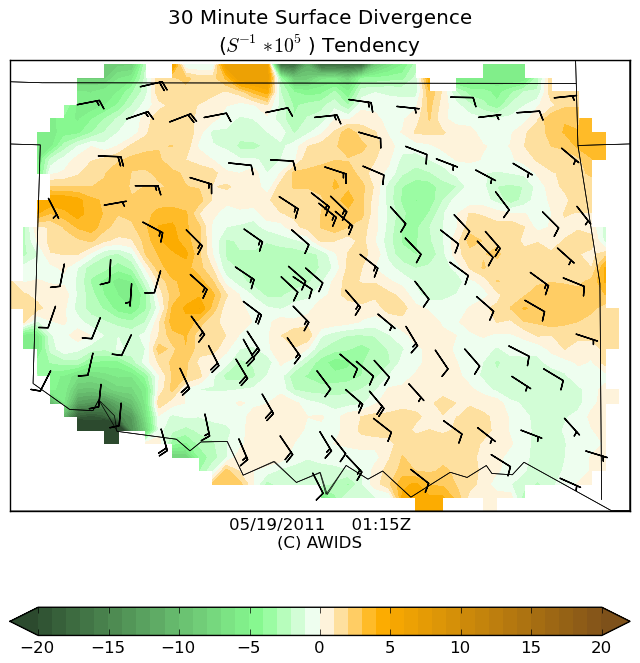 30 Minute Surface Divergence
(S⁻¹ * 10⁵ ) Tendency
05/19/2011 01:15Z
(C) AWIDS
−20 −15 −10 −5 0 5 10 15 20